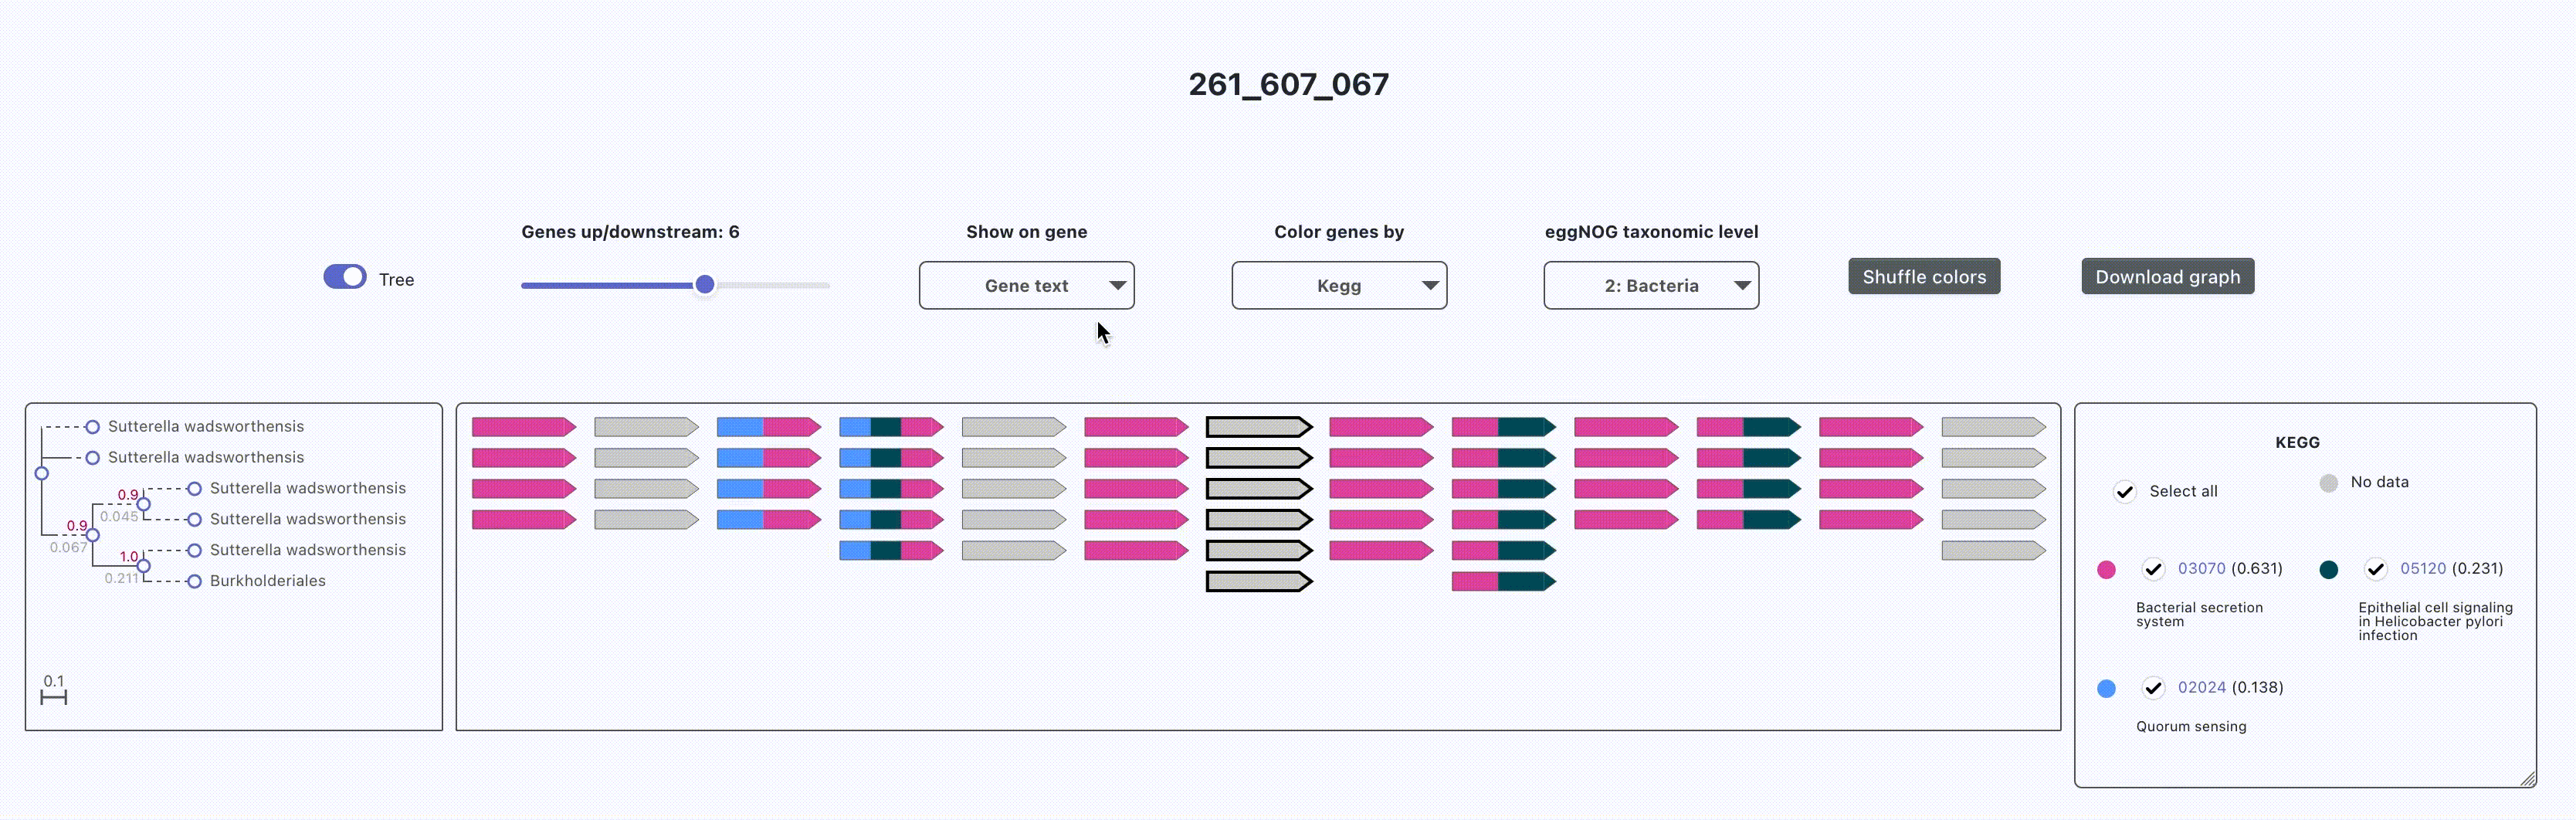 261_607_067
Tree
Genes up/downstream: 6
Show on gene
Gene text
Color genes by
Kegg
eggNOG taxonomic level
2: Bacteria
Shuffle colors
Download graph
Sutterella wadsworthensis
Sutterella wadsworthensis
0.9
Sutterella wadsworthensis
0.045
Sutterella wadsworthensis
0.9
0.067
1.0
Sutterella wadsworthensis
0.211
Burkholderiales
0.1
KEGG
Select all
No data
03070 (0.631)
Bacterial secretion
system
05120 (0.231)
Epithelial cell signaling
in Helicobacter pylori
infection
02024 (0.138)
Quorum sensing